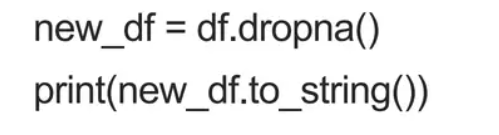 new_df = df.dropna()
print(new_df.to_string())